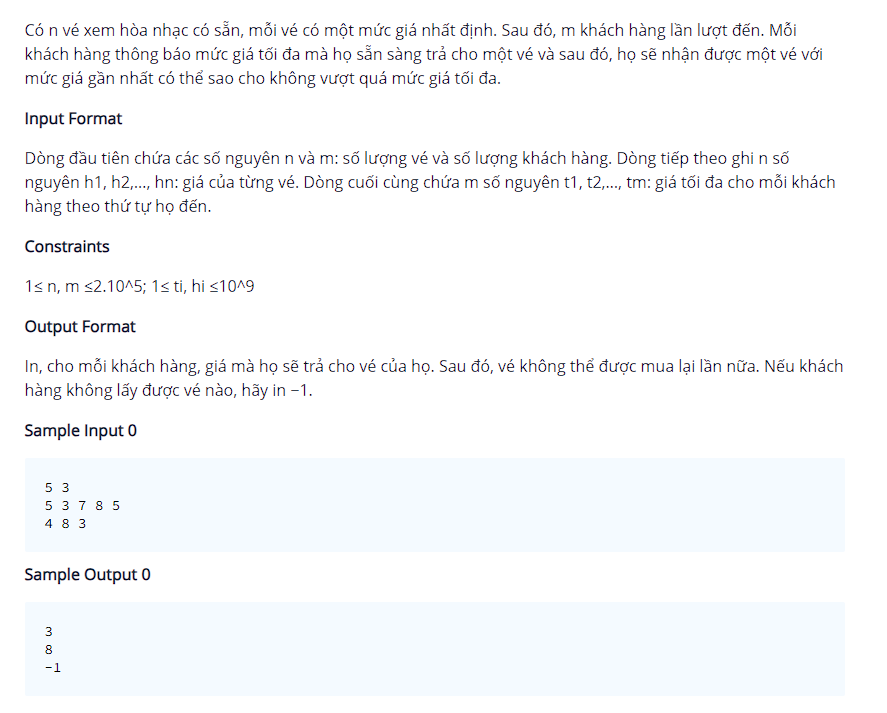 Có n vé xem hòa nhạc có sẵn, mỗi vé có một mức giá nhất định. Sau đó, m khách hàng lần lượt đến. Mỗi
khách hàng thông báo mức giá tối đa mà họ sẵn sàng trả cho một vé và sau đó, họ sẽ nhận được một vé với
mức giá gần nhất có thể sao cho không vượt quá mức giá tối đa.
Input Format
Dòng đầu tiên chứa các số nguyên n và m: số lượng vé và số lượng khách hàng. Dòng tiếp theo ghi n số
nguyên h1, h2,..., hn: giá của từng vé. Dòng cuối cùng chứa m số nguyên t1, t2,..., tm: giá tối đa cho mỗi khách
hàng theo thứ tự họ đến.
Constraints
1≤ n, m ≤2.10^5; 1≤ ti, hi ≤10^9
Output Format
In, cho mỗi khách hàng, giá mà họ sẽ trả cho vé của họ. Sau đó, vé không thể được mua lại lần nữa. Nếu khách
hàng không lấy được vé nào, hãy in −1.
Sample Input 0
5 3
5 3 7 8 5
4 8 3
Sample Output 0
3
8
-1